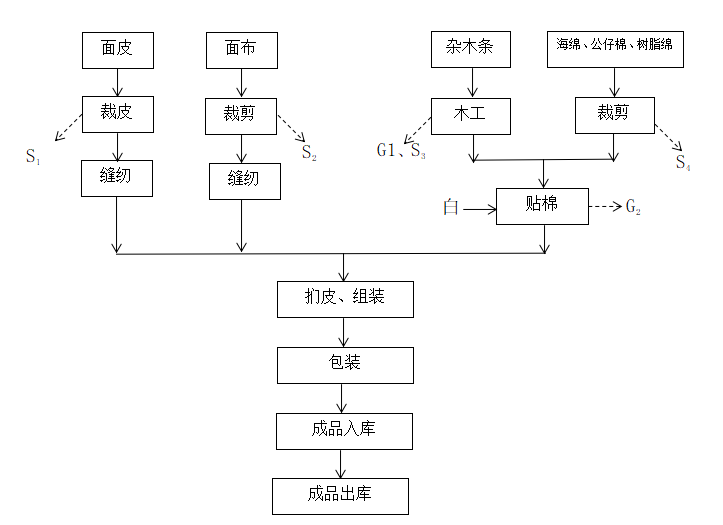 面皮
面布
杂木条
海绵、公仔棉、树脂绵
裁皮
裁剪
木工
裁剪
S₁
S₂
G1、S₃
S₄
缝纫
缝纫
白
贴棉
G₂
扪皮、组装
包装
成品入库
成品出库